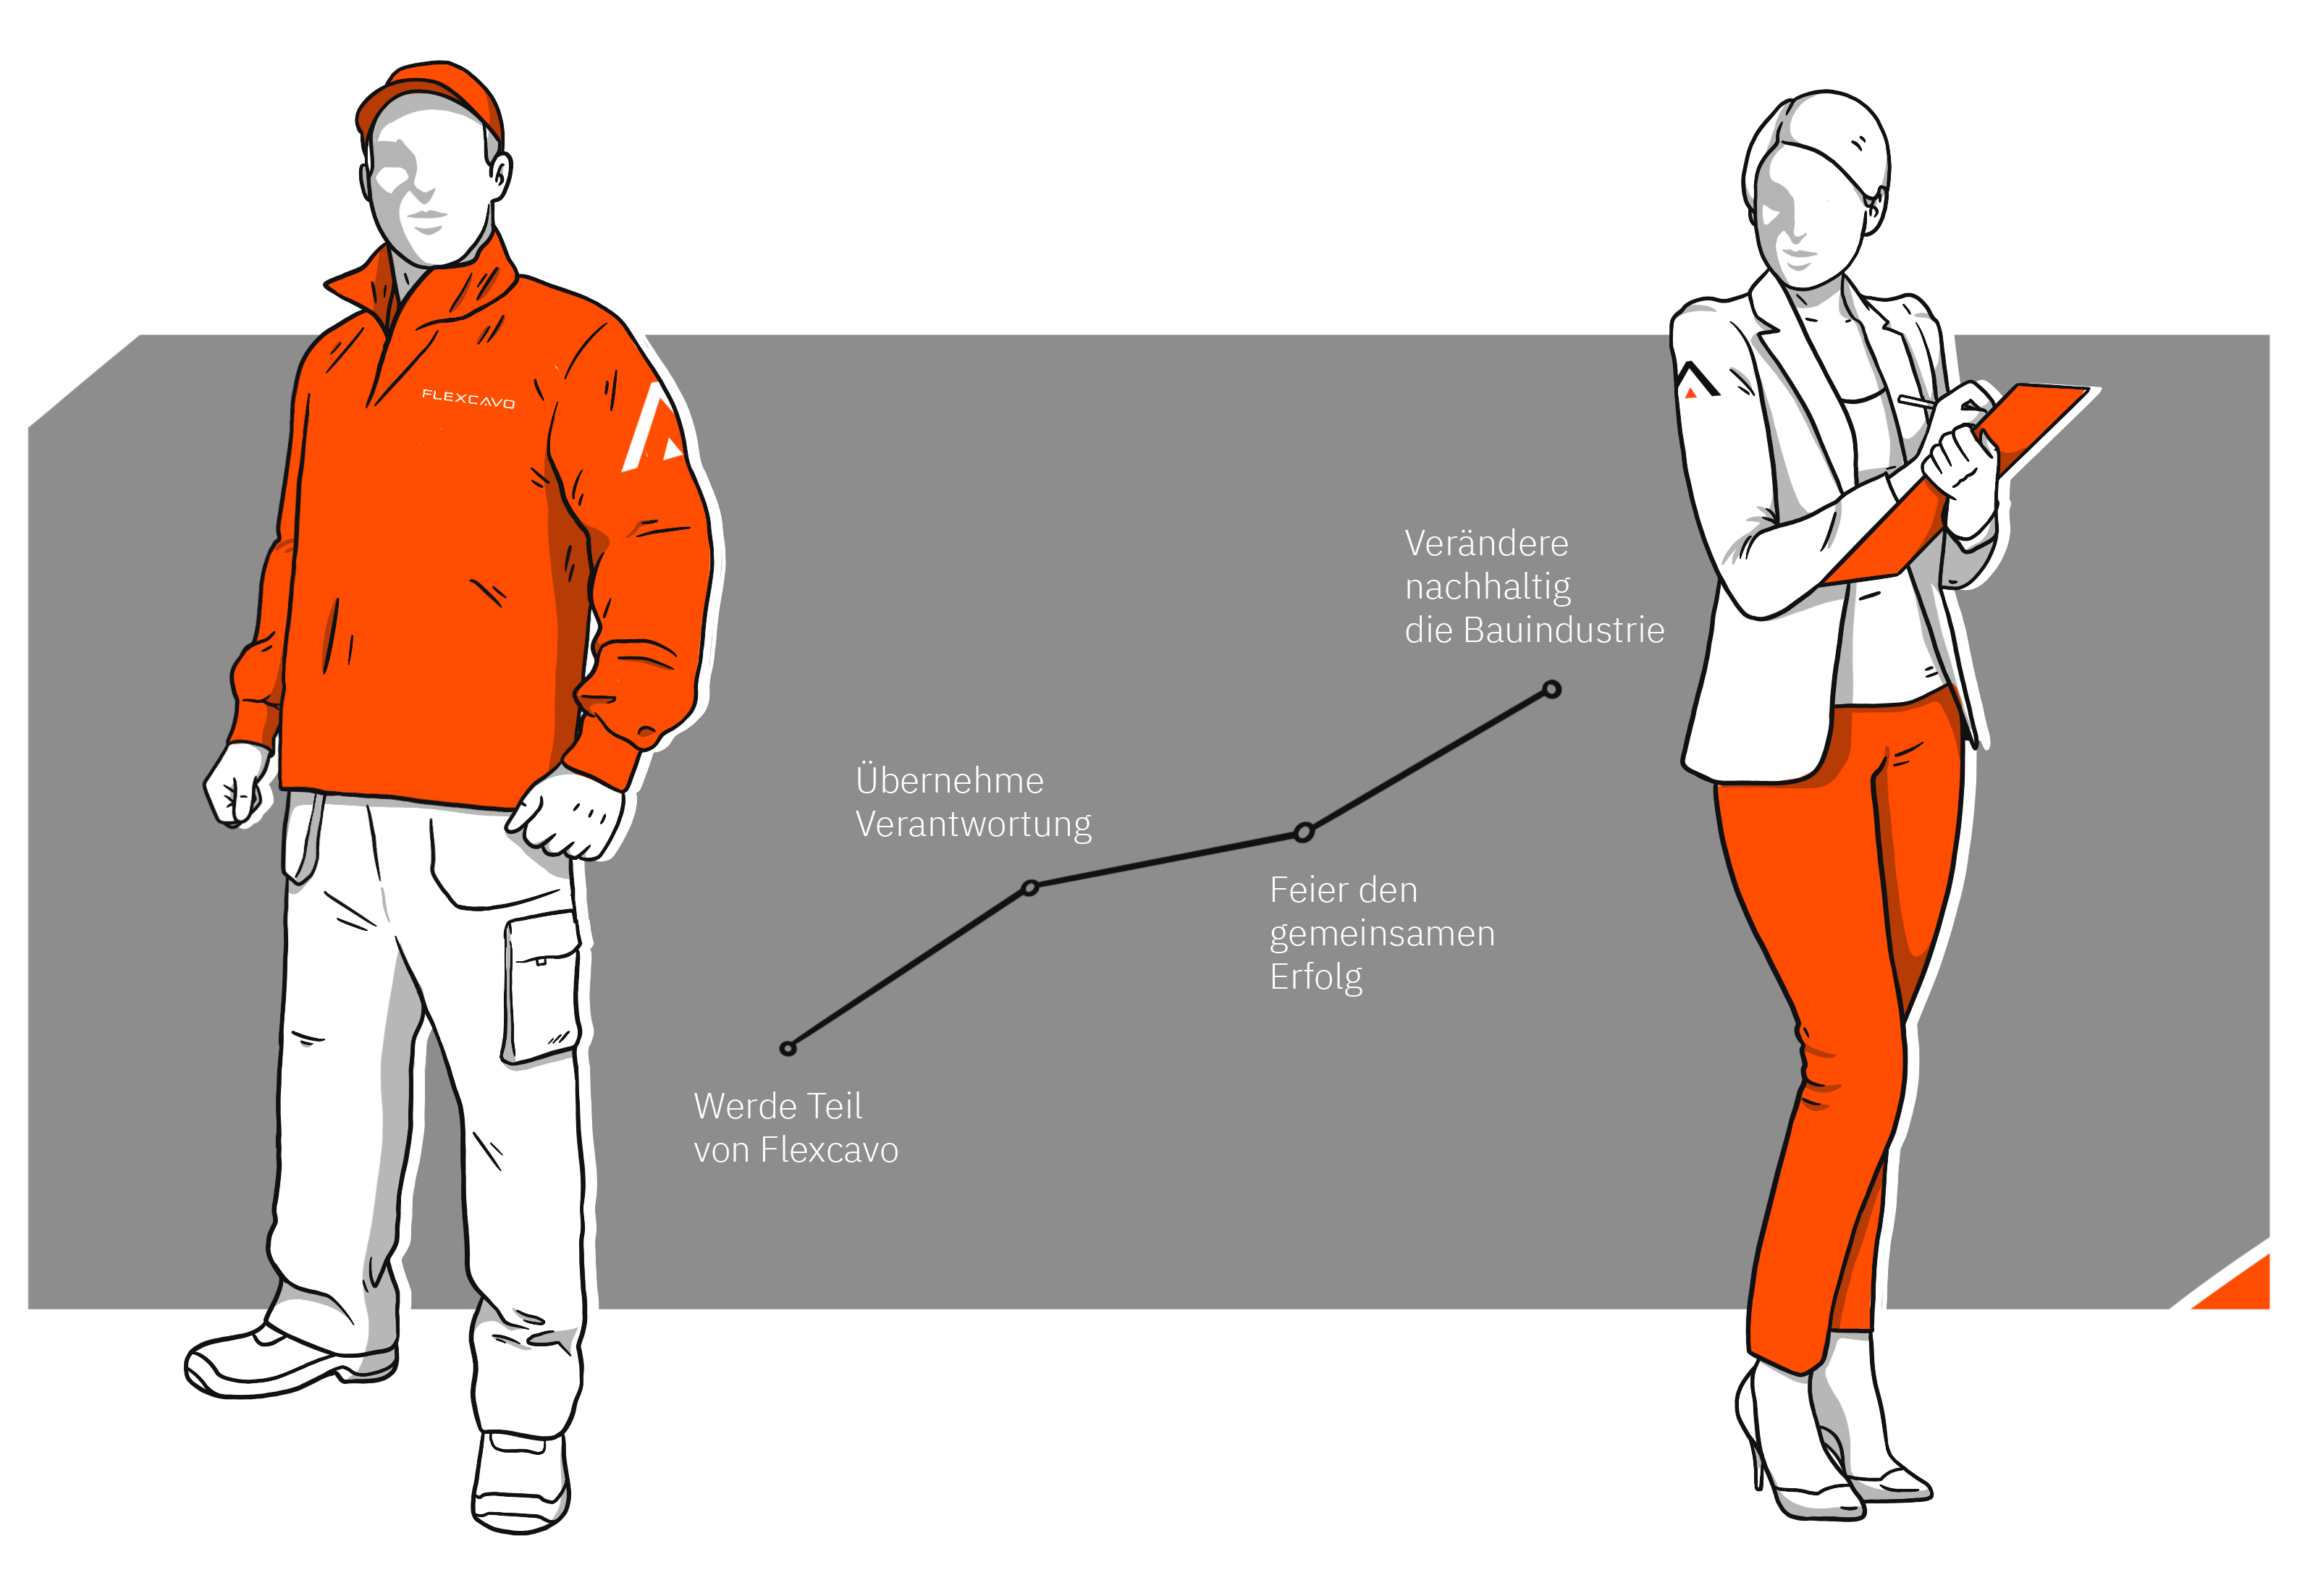 FLEXCAVO
Verändere
nachhaltig
die Bauindustrie
Übernehme
Verantwortung
Feier den
gemeinsamen
Erfolg
Werde Teil
von Flexcavo